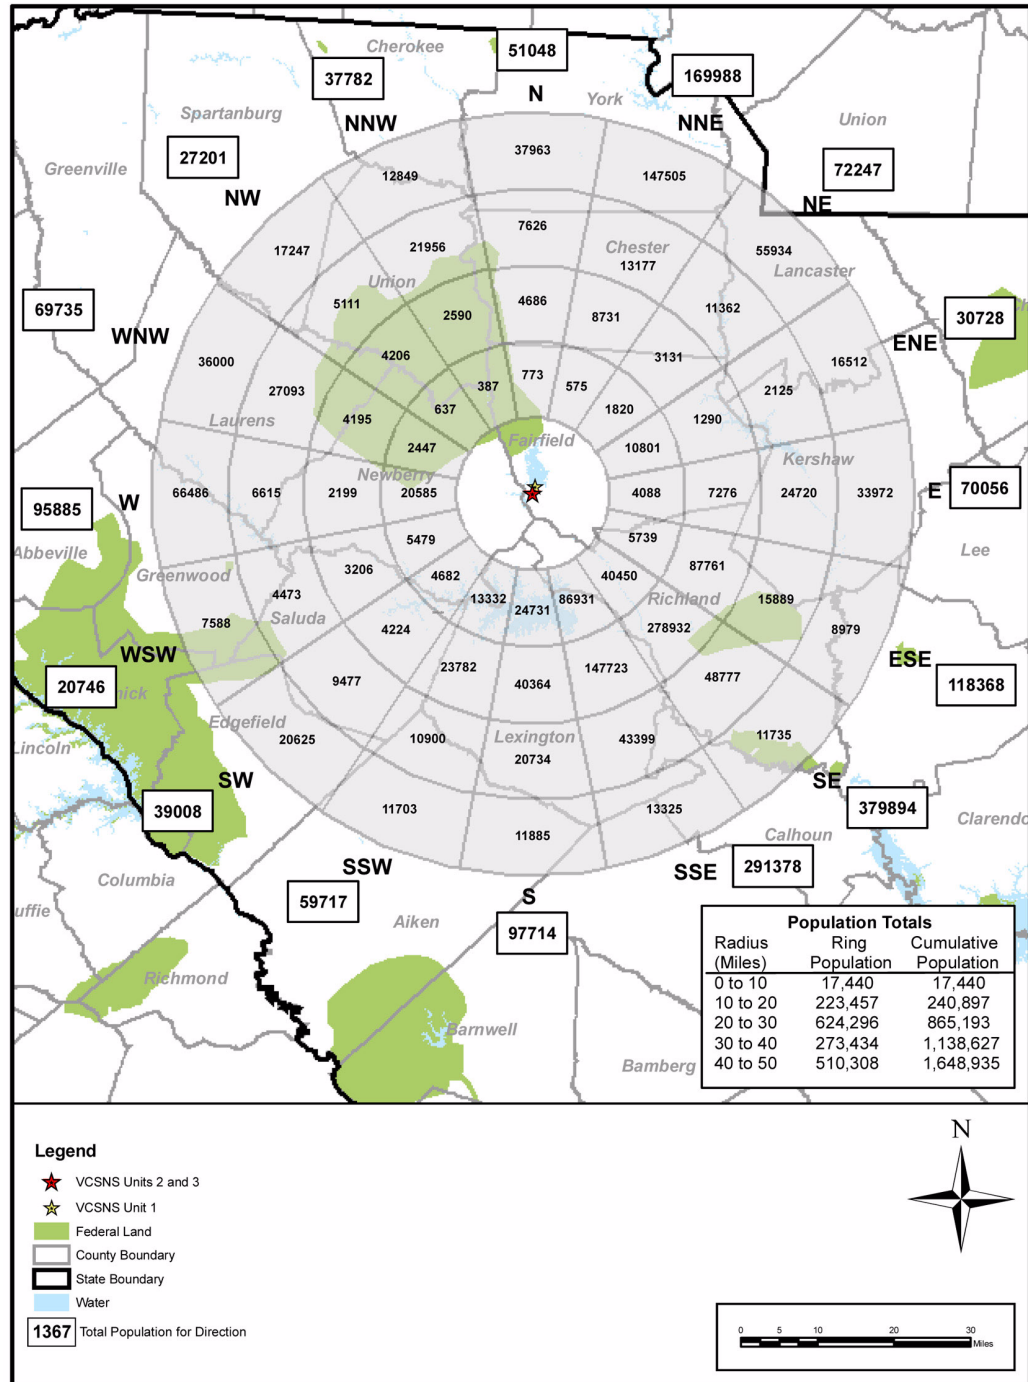 Cherokee
51048
37782
169988
N
York
Spartanburg
NNW
NNE
Union
27201
37963
Greenville
72247
12849
147505
NW
NE
7626
17247
21956
Chester
55934
13177
Lancaster
Union
69735
5111
2590
4686
8731
11362
30728
WNW
ENE
36000
4206
3131
16512
27093
387
773
575
2125
4195
637
1820
1290
Laurens
2447
Fairfield
10801
Newberry
Kershaw
66486
6615
2199
20585
4088
7276
24720
33972
E
70056
W
95885
5479
5739
Abbeville
Lee
Greenwood
3206
4682
40450
87761
4473
13332
24731
86931
Richland
15889
7588
Saluda
4224
278932
8979
WSW
ESE
20746
23782
147723
118368
9477
40364
48777
Lincoln
Edgefield
20625
10900
Lexington
43399
11735
20734
SW
SE
39008
11703
13325
379894
11885
Calhoun
Clarendo
SSW
SSE
291378
Columbia
59717
S
uffie
Aiken
97714
Richmond
Barnwell
Bamberg
Population Totals
Radius (Miles) Ring Population Cumulative Population
0 to 10 17,440 17,440
10 to 20 223,457 240,897
20 to 30 624,296 865,193
30 to 40 273,434 1,138,627
40 to 50 510,308 1,648,935
Legend
VCSNS Units 2 and 3
VCSNS Unit 1
Federal Land
County Boundary
State Boundary
Water
1367 Total Population for Direction
N
0 5 10 20 30
Miles